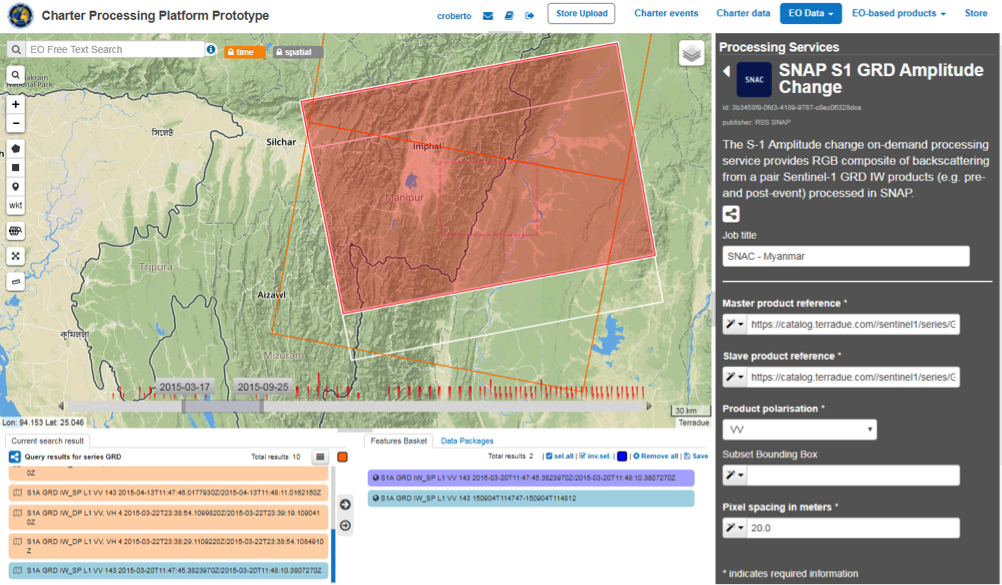 Charter Processing Platform Prototype
croberto
Store Upload
Charter events
Charter data
EO Data
EO-based products
Store
EO Free Text Search
time
spatial
+
−
wkt
National Park
সিলেট
Silchar
Imphal
Manipur
Tripura
Aizawl
কুমিল্লা
Mizoram
2015-03-17
2015-09-25
30 km
Lon: 94.153 Lat: 25.046
Terradue
Current search result
Query results for series GRD
Total results 10
0Z
S1A GRD IW_SP L1 VV 143 2015-04-13T11:47:46.0177930Z/2015-04-13T11:48:11.0162150Z
S1A GRD IW_DP L1 VV, VH 4 2015-03-22T23:38:54.1099820Z/2015-03-22T23:39:19.109041
0Z
S1A GRD IW_DP L1 VV, VH 4 2015-03-22T23:38:29.1109220Z/2015-03-22T23:38:54.1084910
Z
S1A GRD IW_SP L1 VV 143 2015-03-20T11:47:45.3823970Z/2015-03-20T11:48:10.3807270Z
Features Basket
Data Packages
Total results 2
sel.all
inv.sel.
Remove all
Save
S1A GRD IW_SP L1 VV 143 2015-03-20T11:47:45.3823970Z/2015-03-20T11:48:10.3807270Z
S1A GRD IW_SP L1 VV 143 150904T114747-150904T114812
Processing Services
SNAC
SNAP S1 GRD Amplitude
Change
publisher: RSS SNAP
The S-1 Amplitude change on-demand processing
service provides RGB composite of backscattering
from a pair Sentinel-1 GRD IW products (e.g. pre-
and post-event) processed in SNAP.
Job title
SNAC - Myanmar
Master product reference *
https://catalog.terradue.com//sentinel1/series/G
Slave product reference *
https://catalog.terradue.com//sentinel1/series/G
Product polarisation *
VV
Subset Bounding Box
Pixel spacing in meters *
20.0
* indicates required information